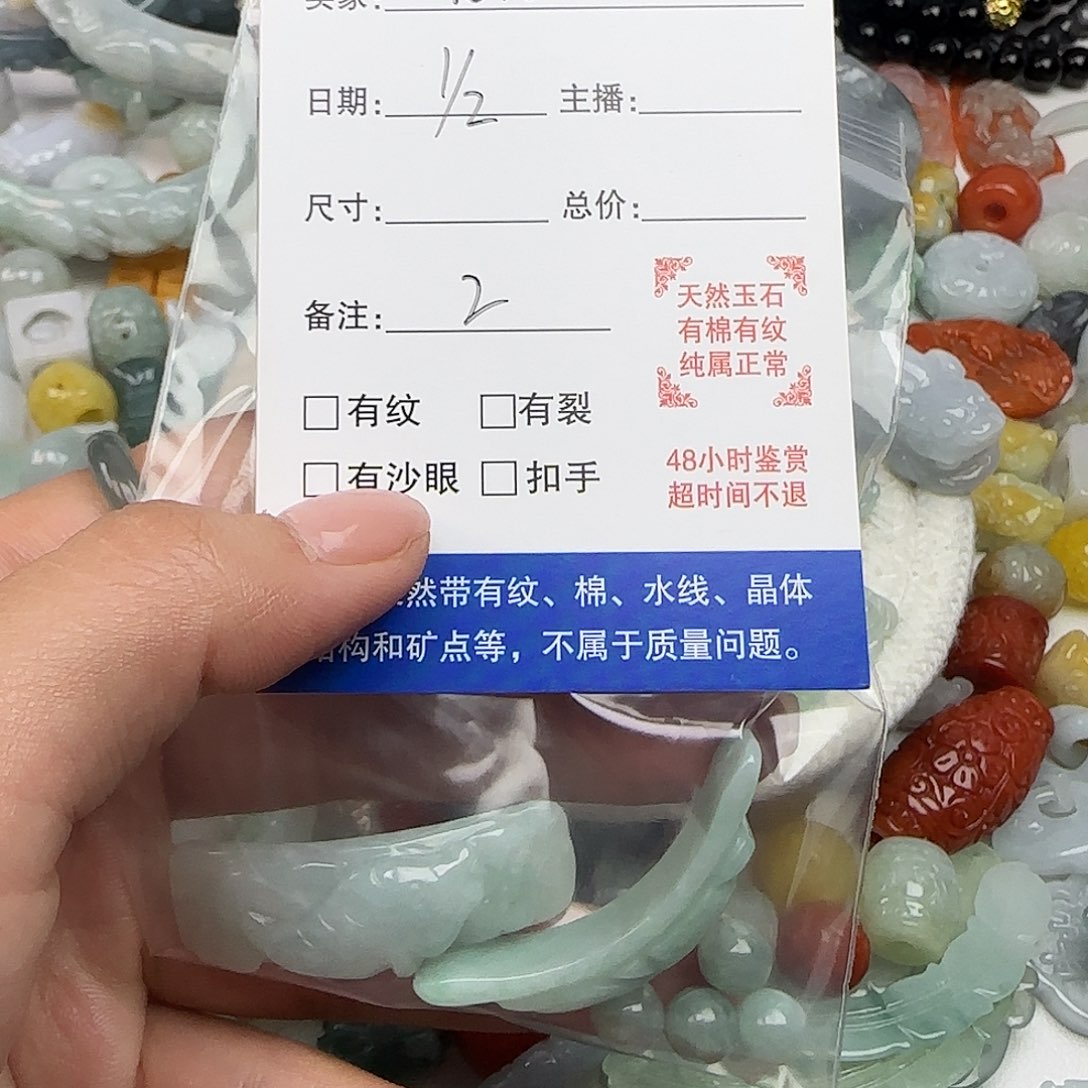 卖家:
日期: 1/2 主播:
尺寸: 总价:
备注: 2
天然玉石
有棉有纹
纯属正常
□有纹 □有裂
□有沙眼 □扣手
48小时鉴赏
超时间不退
然带有纹、棉、水线、晶体
结构和矿点等，不属于质量问题。